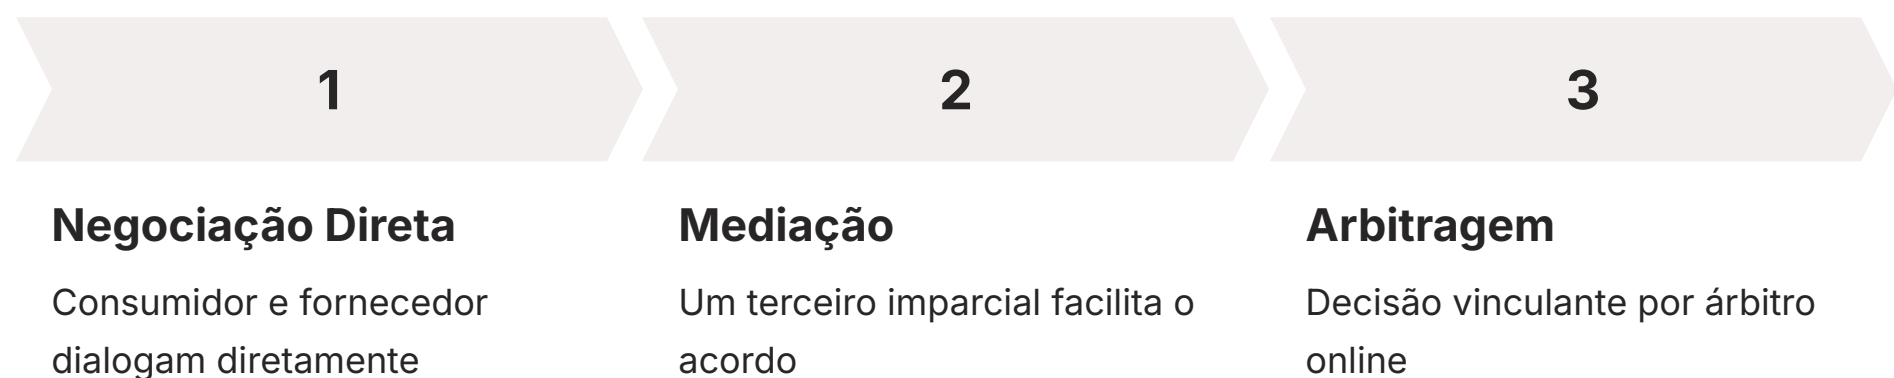 1
Negociação Direta
Consumidor e fornecedor
dialogam diretamente
2
Mediação
Um terceiro imparcial facilita o
acordo
3
Arbitragem
Decisão vinculante por árbitro
online